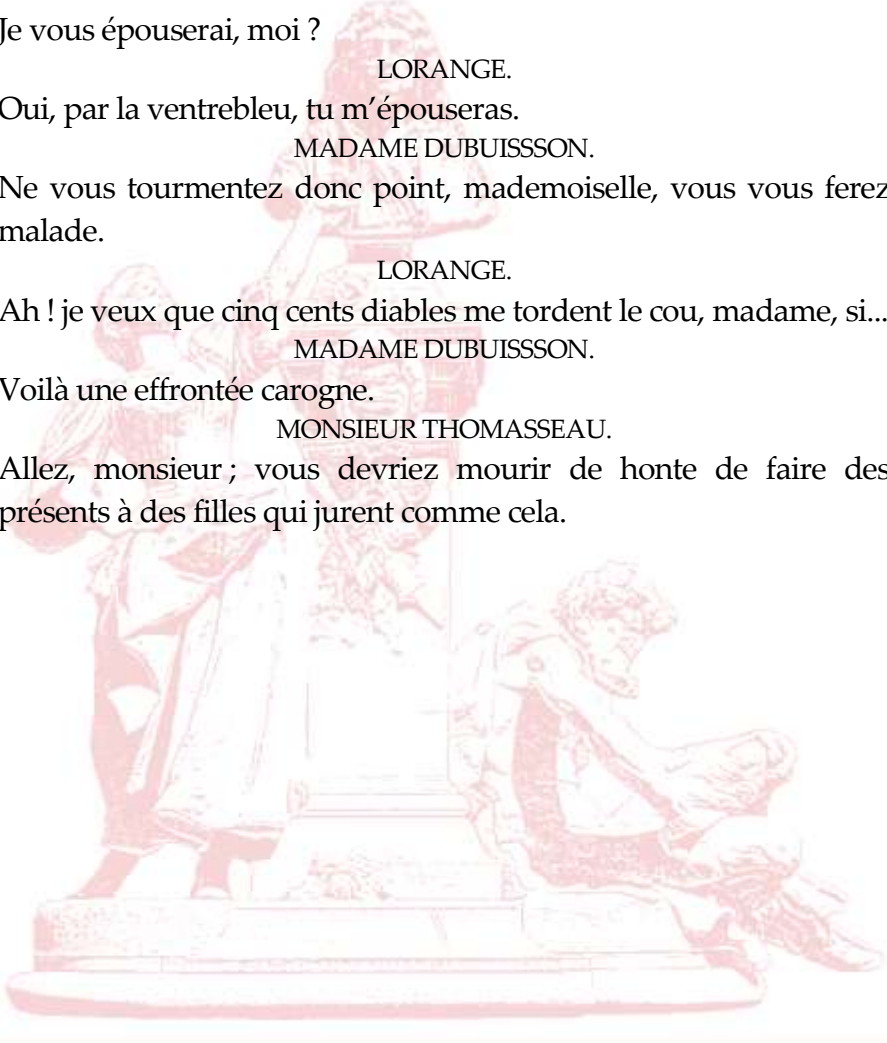 Je vous épouserai, moi ?
LORANGE.
Oui, par la ventrebleu, tu m’épouseras.
MADAME DUBUISSSON.
Ne vous tourmentez donc point, mademoiselle, vous vous ferez
malade.
LORANGE.
Ah ! je veux que cinq cents diables me tordent le cou, madame, si...
MADAME DUBUISSSON.
Voilà une effrontée carogne.
MONSIEUR THOMASSEAU.
Allez, monsieur ; vous devriez mourir de honte de faire des
présents à des filles qui jurent comme cela.